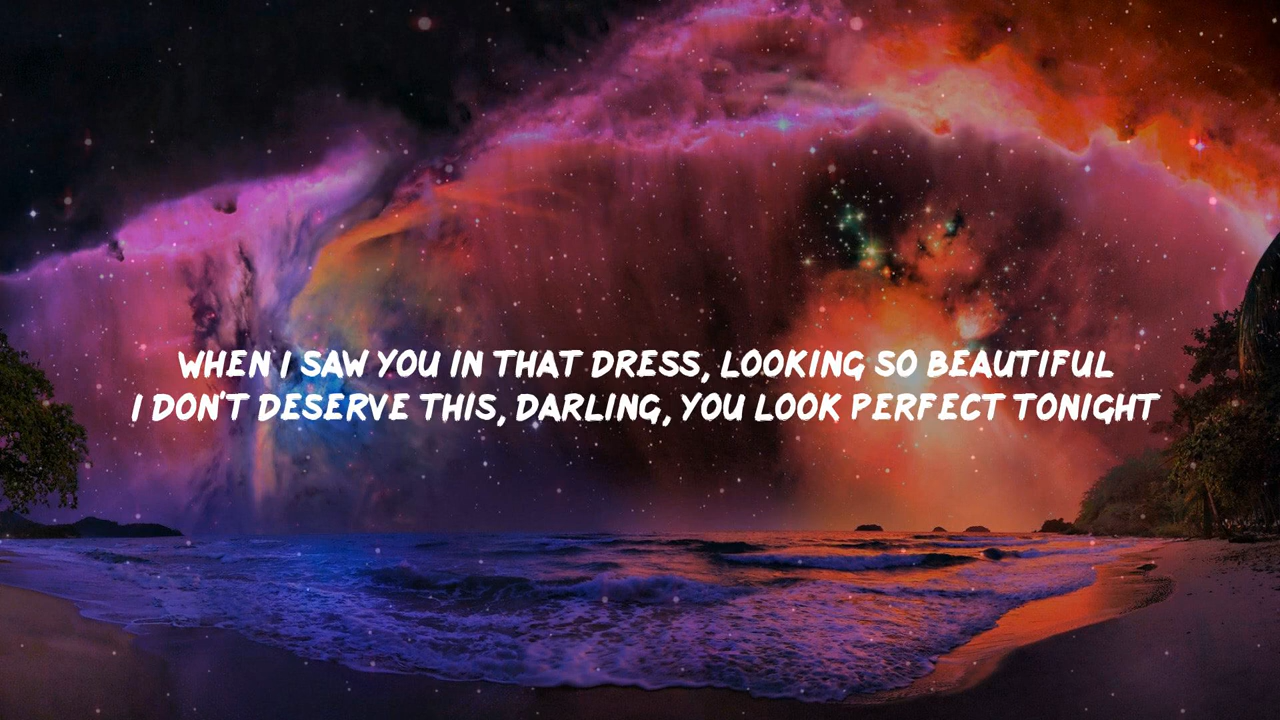 WHEN I SAW YOU IN THAT DRESS, LOOKING SO BEAUTIFUL
I DON'T DESERVE THIS, DARLING, YOU LOOK PERFECT TONIGHT